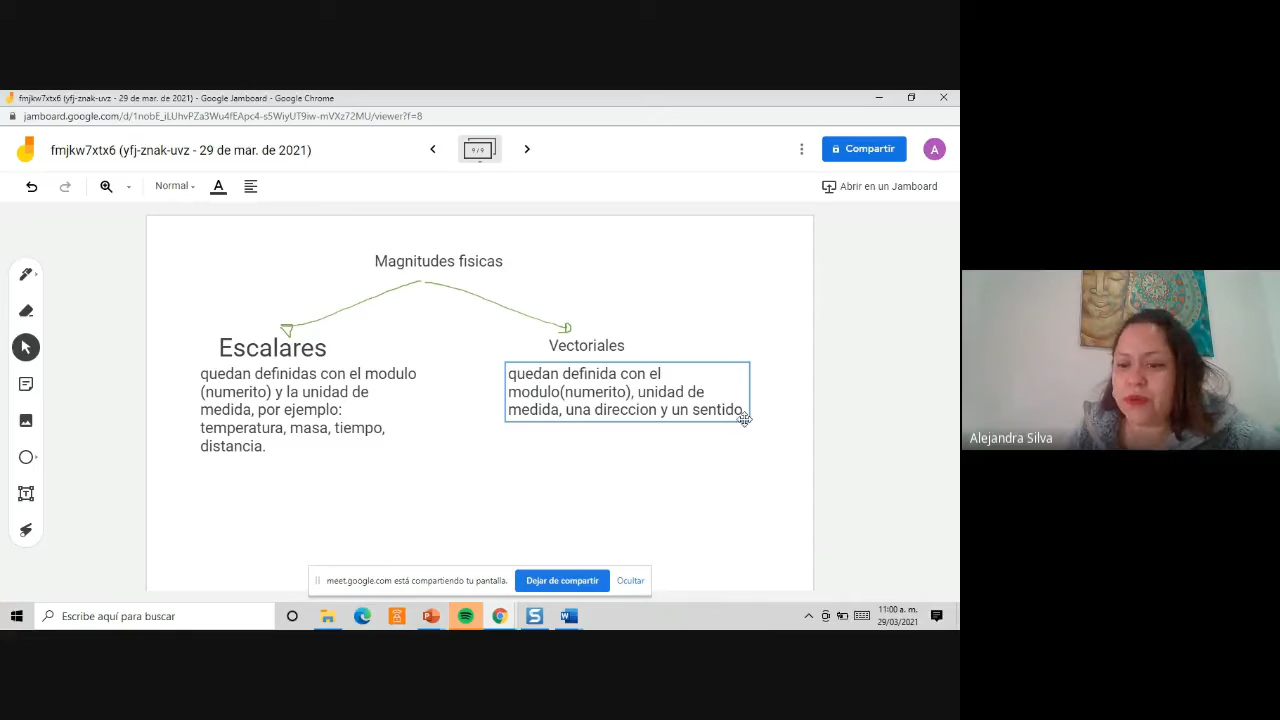 fmjkw7xtx6 (yfj-znak-uvz - 29 de mar. de 2021) - Google Jamboard - Google Chrome
jamboard.google.com/d/1nobE_iLUhvPZa3Wu4fEApc4-s5WiyUT9iw-mVXz72MU/viewer?f=8
fmjkw7xtx6 (yfj-znak-uvz - 29 de mar. de 2021)
9/9
Compartir
A
Normal
A
Abrir en un Jamboard
Magnitudes fisicas
Escalares
quedan definidas con el modulo
(numerito) y la unidad de
medida, por ejemplo:
temperatura, masa, tiempo,
distancia.
Vectoriales
quedan definida con el
modulo(numerito), unidad de
medida, una direccion y un sentido
Alejandra Silva
meet.google.com está compartiendo tu pantalla.
Dejar de compartir
Ocultar
Escribe aquí para buscar
11:00 a. m.
29/03/2021